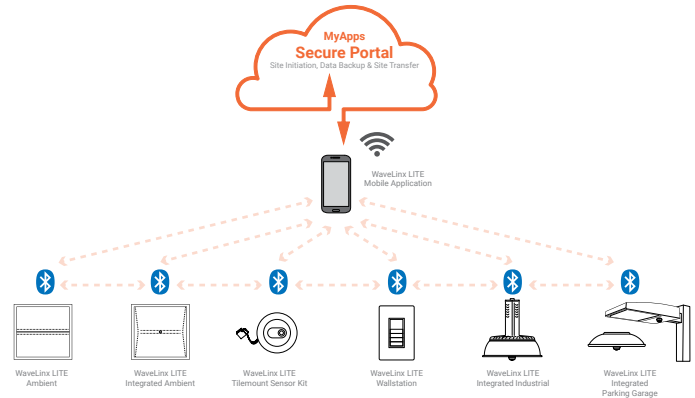 MyApps
Secure Portal
Site Initiation, Data Backup & Site Transfer
WaveLinx LITE
Mobile Application
WaveLinx LITE
Ambient
WaveLinx LITE
Integrated Ambient
WaveLinx LITE
Tilemount Sensor Kit
WaveLinx LITE
Wallstation
WaveLinx LITE
Integrated Industrial
WaveLinx LITE
Integrated
Parking Garage